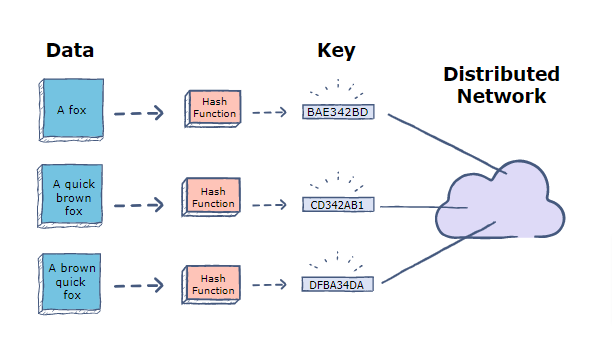 Data
Key
Distributed
Network
A fox
Hash
Function
BAE342BD
A quick
brown
fox
Hash
Function
CD342AB1
A brown
quick
fox
Hash
Function
DFBA34DA